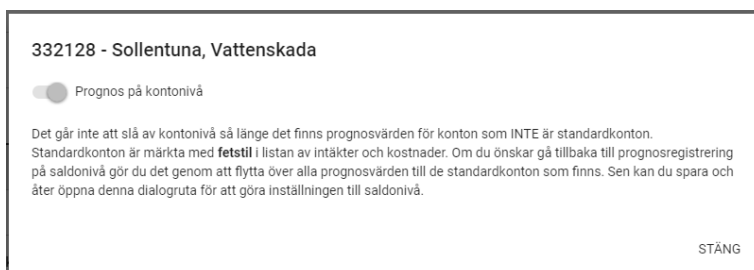 332128 - Sollentuna, Vattenskada
Prognos på kontonivå
Det går inte att slå av kontonivå så länge det finns prognosvärden för konton som INTE är standardkonton.
Standardkonton är märkta med fetstil i listan av intäkter och kostnader. Om du önskar gå tillbaka till prognosregistrering
på saldonivå gör du det genom att flytta över alla prognosvärden till de standardkonton som finns. Sen kan du spara och
åter öppna denna dialogruta för att göra inställningen till saldonivå.
STÄNG